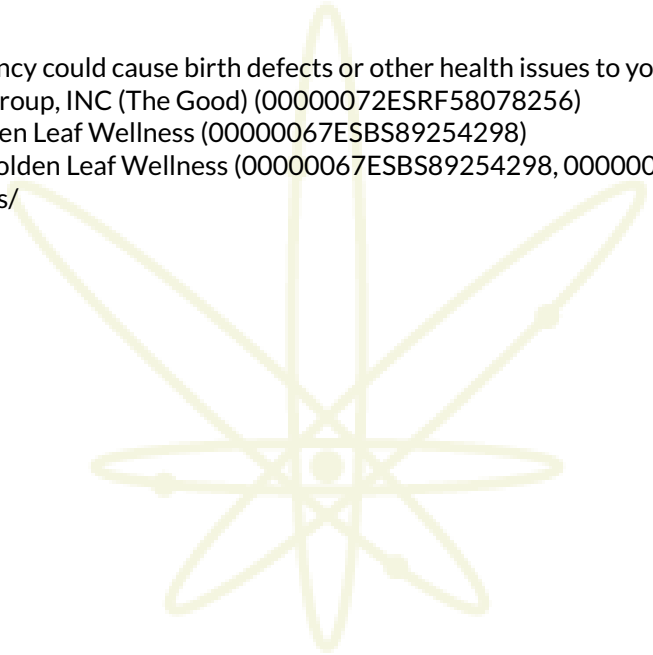 ncy could cause birth defects or other health issues to yo
roup, INC (The Good) (00000072ESRF58078256)
en Leaf Wellness (00000067ESBS89254298)
olden Leaf Wellness (00000067ESBS89254298, 000000
s/